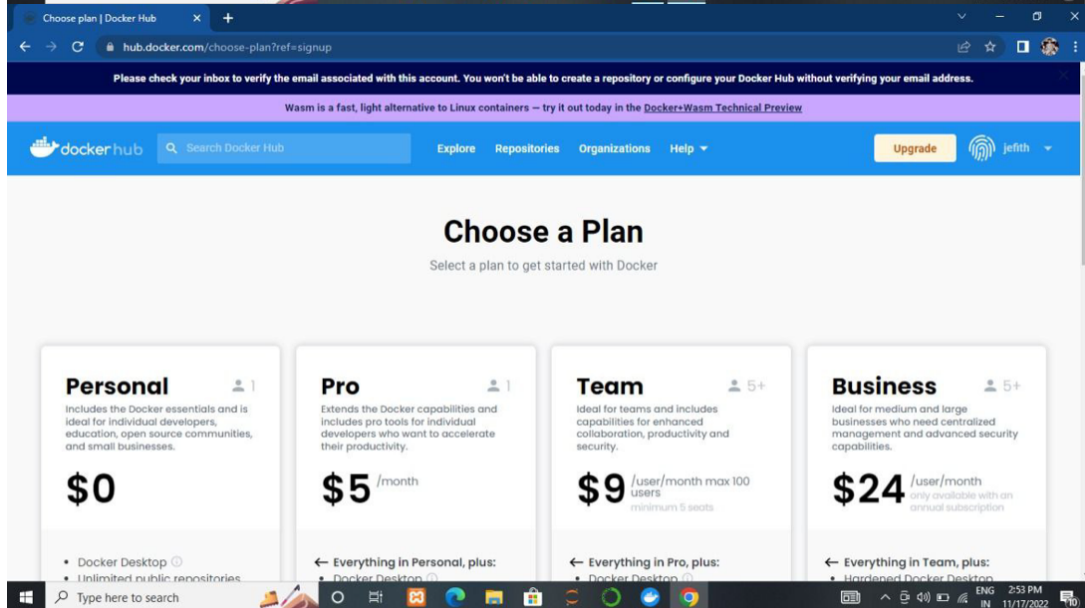 Choose plan | Docker Hub
hub.docker.com/choose-plan?ref=signup
Please check your inbox to verify the email associated with this account. You won't be able to create a repository or configure your Docker Hub without verifying your email address.
Wasm is a fast, light alternative to Linux containers — try it out today in the Docker+Wasm Technical Preview
dockerhub Search Docker Hub Explore Repositories Organizations Help Upgrade jefith
Choose a Plan
Select a plan to get started with Docker
Personal 1
Includes the Docker essentials and is
ideal for individual developers,
education, open source communities,
and small businesses.
$0
• Docker Desktop
• Unlimited public repositories
Pro 1
Extends the Docker capabilities and
includes pro tools for individual
developers who want to accelerate
their productivity.
$5 /month
← Everything in Personal, plus:
• Docker Desktop
Team 5+
Ideal for teams and includes
capabilities for enhanced
collaboration, productivity and
security.
$9 /user/month max 100
users
minimum 5 seats
← Everything in Pro, plus:
• Docker Desktop
Business 5+
Ideal for medium and large
businesses who need centralized
management and advanced security
capabilities.
$24 /user/month
only available with an
annual subscription
← Everything in Team, plus:
• Hardened Docker Desktop
Type here to search
ENG
IN
2:53 PM
11/17/2022